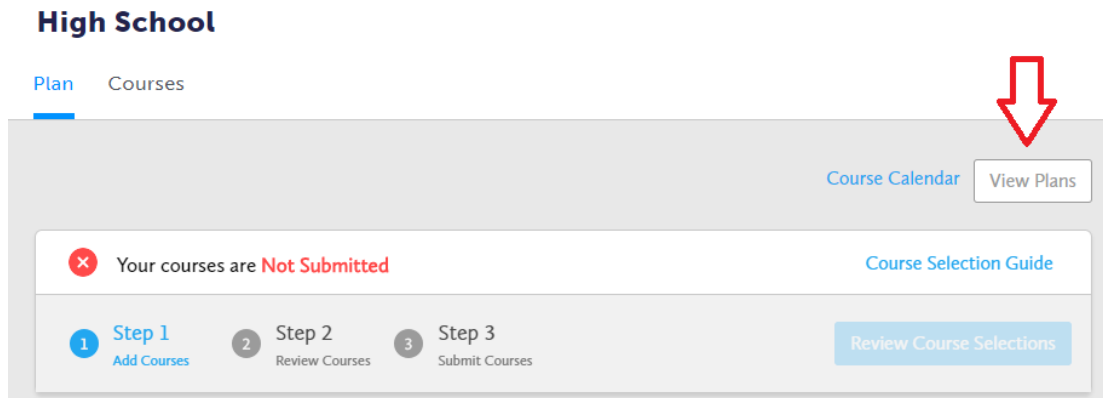 High School
Plan Courses
Course Calendar View Plans
Your courses are Not Submitted Course Selection Guide
1 Step 1 2 Step 2 3 Step 3 Review Course Selections
Add Courses Review Courses Submit Courses